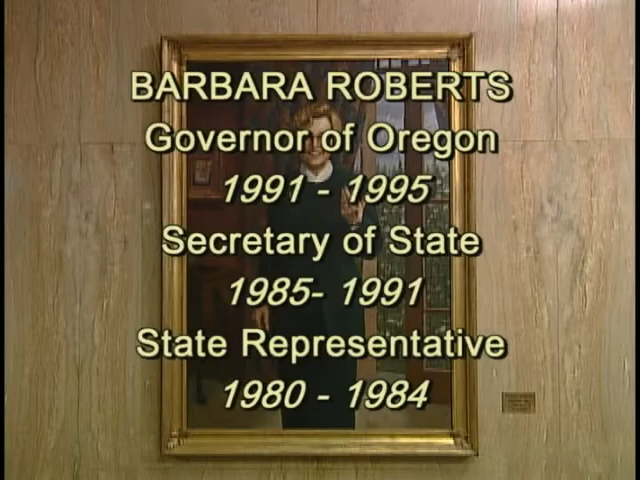 BARBARA ROBERTS
Governor of Oregon
1991 - 1995
Secretary of State
1985- 1991
State Representative
1980 - 1984